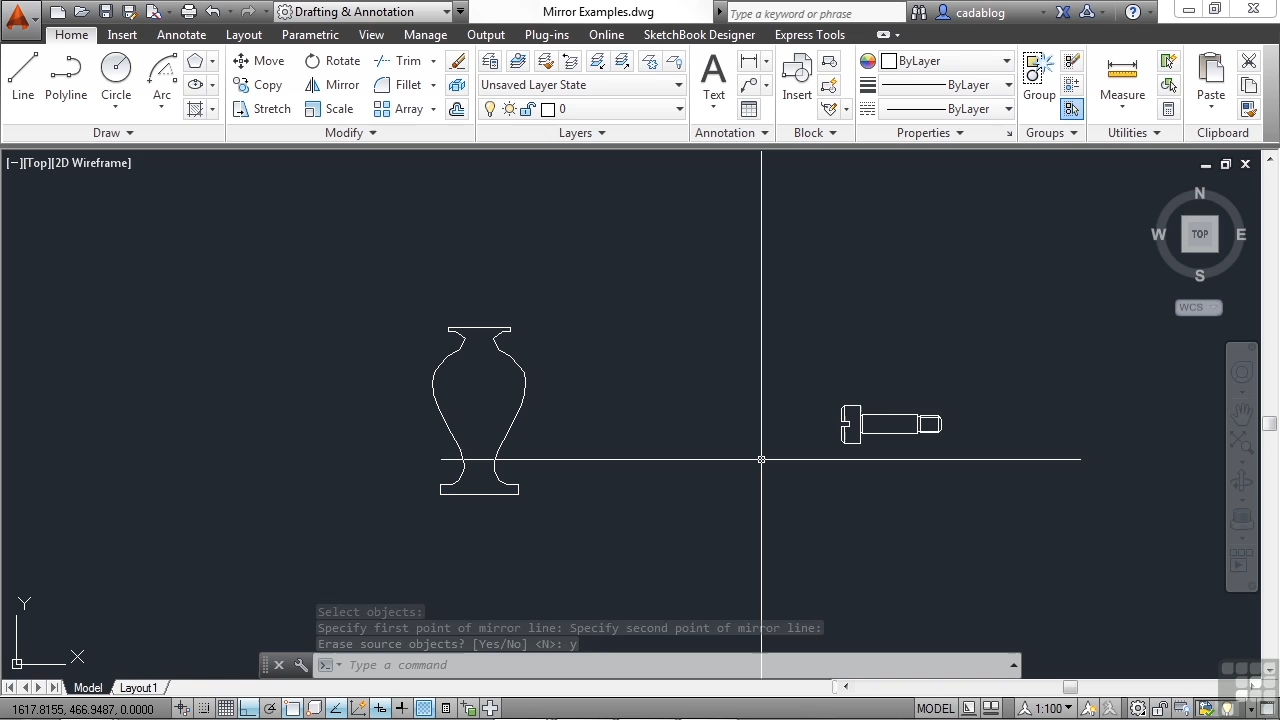 Drafting & Annotation
Mirror Examples.dwg
Type a keyword or phrase
cadablog
Home Insert Annotate Layout Parametric View Manage Output Plug-ins Online SketchBook Designer Express Tools
Line Polyline Circle Arc
Move Rotate Trim
Copy Mirror Fillet
Stretch Scale Array
Unsaved Layer State
0
Text
Insert
ByLayer
ByLayer
ByLayer
Group
Measure
Paste
Draw Modify Layers Annotation Block Properties Groups Utilities Clipboard
[−][Top][2D Wireframe]
N
W TOP E
S
WCS
Y
X
Select objects:
Specify first point of mirror line: Specify second point of mirror line:
Erase source objects? [Yes/No] <N>: y
Type a command
Model Layout1
1617.8155, 466.9487, 0.0000
MODEL
1:100